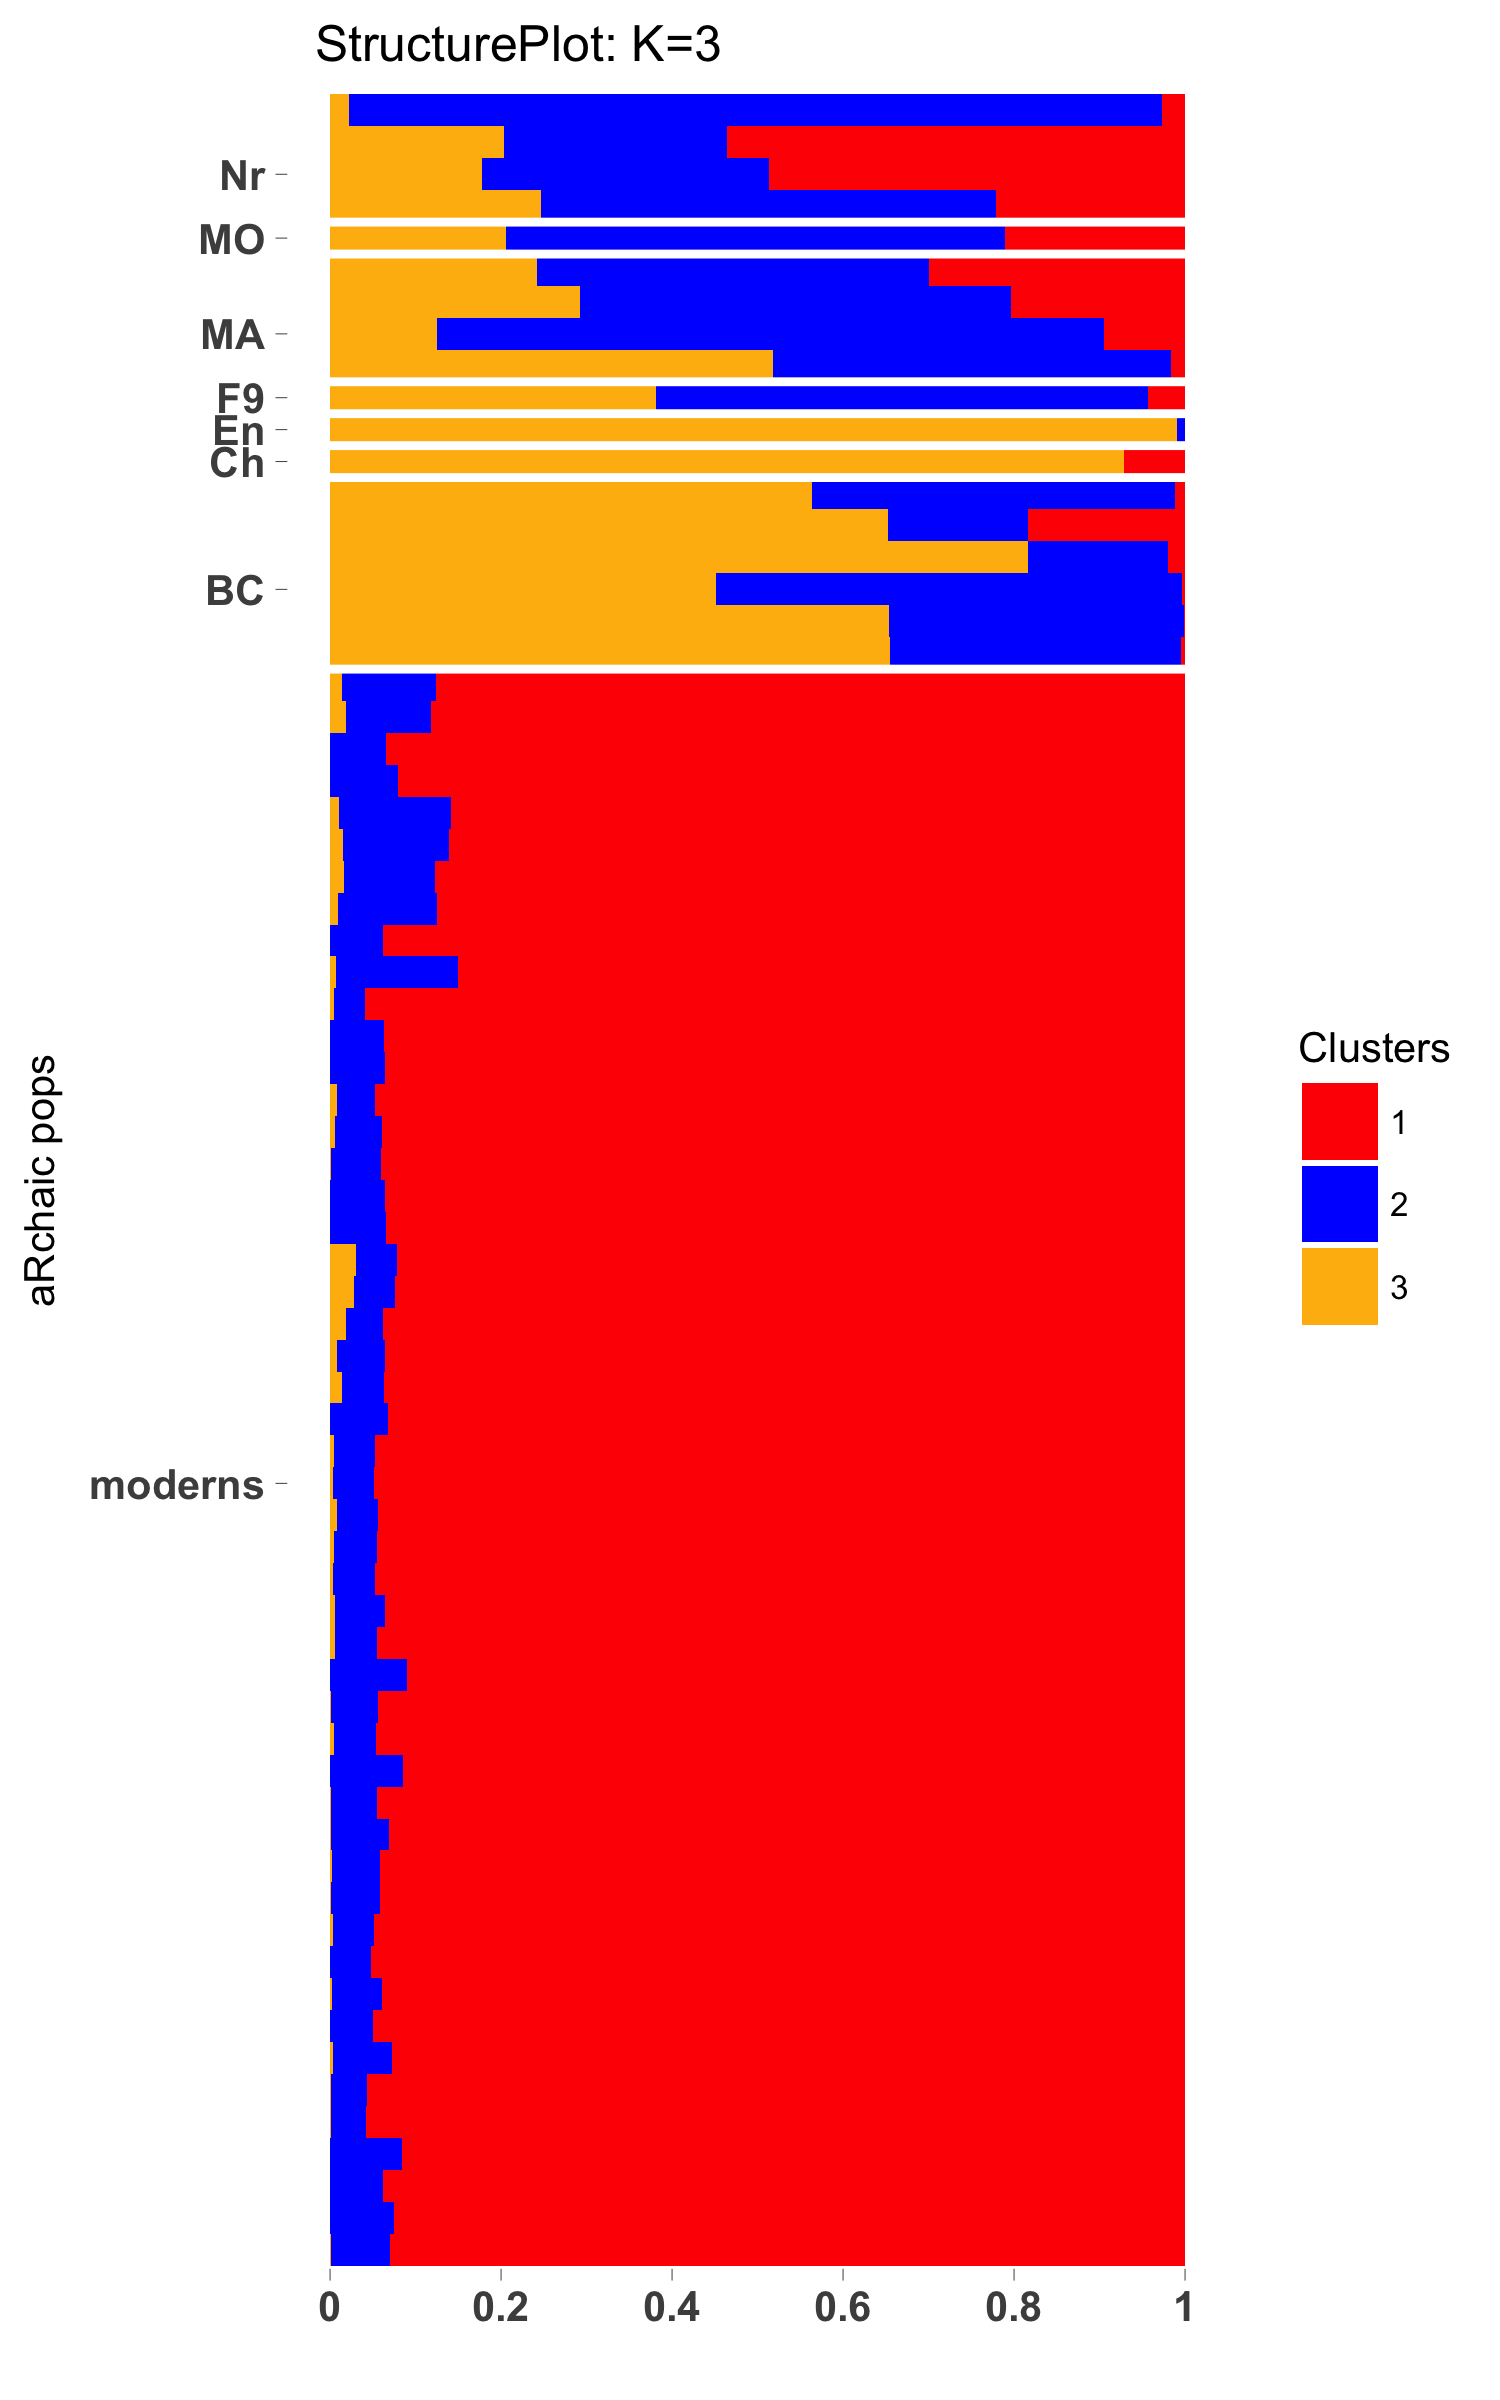 StructurePlot: K=3
Nr
MO
MA
F9
En
Ch
BC
moderns
aRchaic pops
Clusters
1
2
3
0 0.2 0.4 0.6 0.8 1